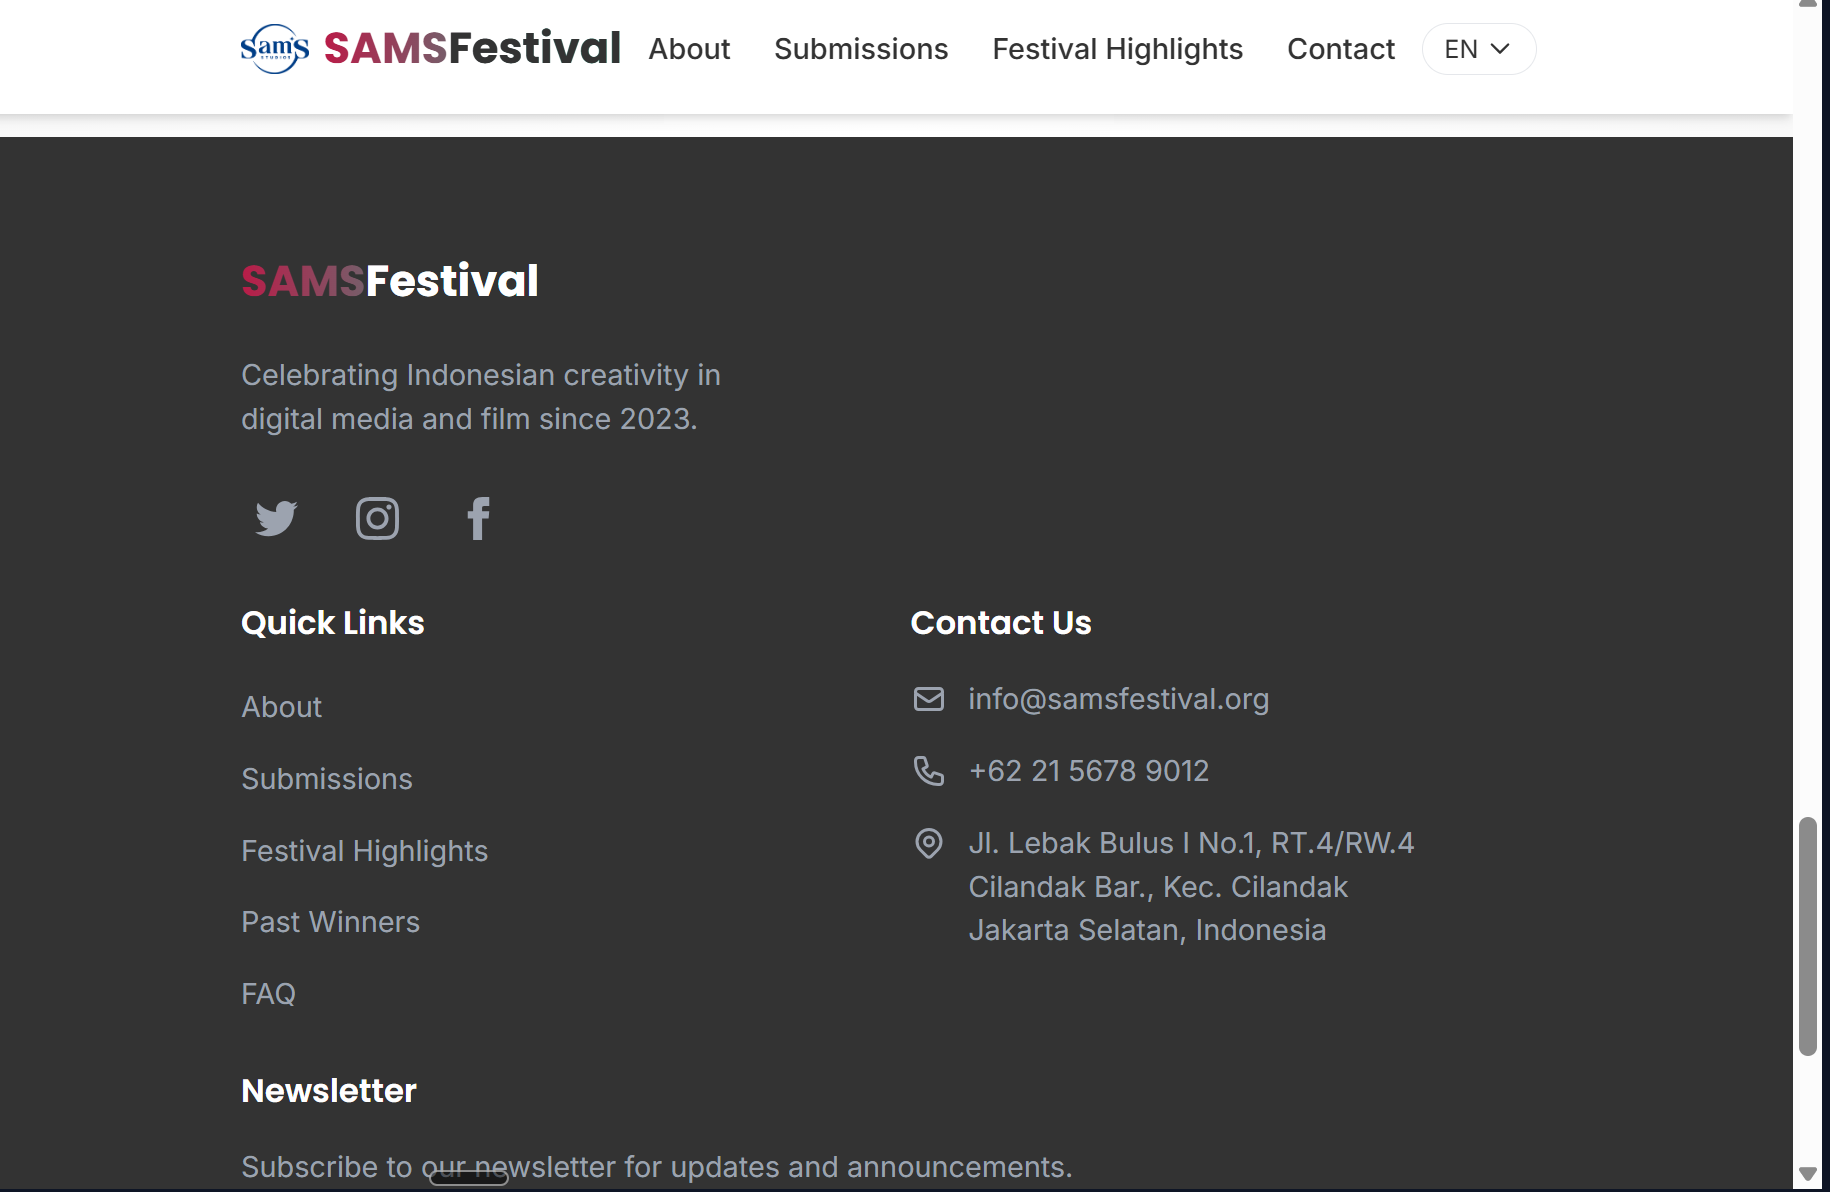 Sam's
STUDIOS
SAMSFestival
About
Submissions
Festival Highlights
Contact
EN
SAMSFestival
Celebrating Indonesian creativity in
digital media and film since 2023.
Quick Links
About
Submissions
Festival Highlights
Past Winners
FAQ
Contact Us
info@samsfestival.org
+62 21 5678 9012
Jl. Lebak Bulus I No.1, RT.4/RW.4
Cilandak Bar., Kec. Cilandak
Jakarta Selatan, Indonesia
Newsletter
Subscribe to our newsletter for updates and announcements.